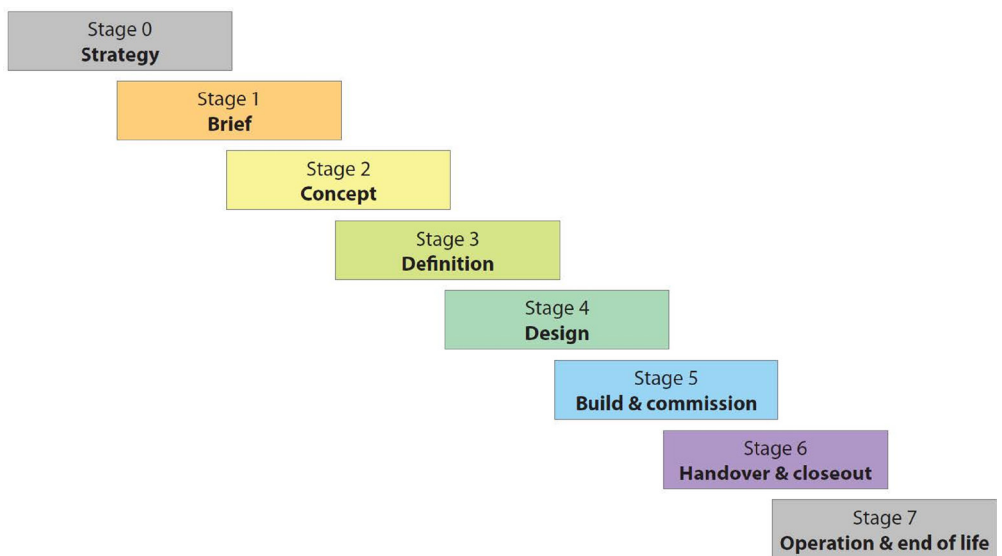 Stage 0
Strategy
Stage 1
Brief
Stage 2
Concept
Stage 3
Definition
Stage 4
Design
Stage 5
Build & commission
Stage 6
Handover & closeout
Stage 7
Operation & end of life